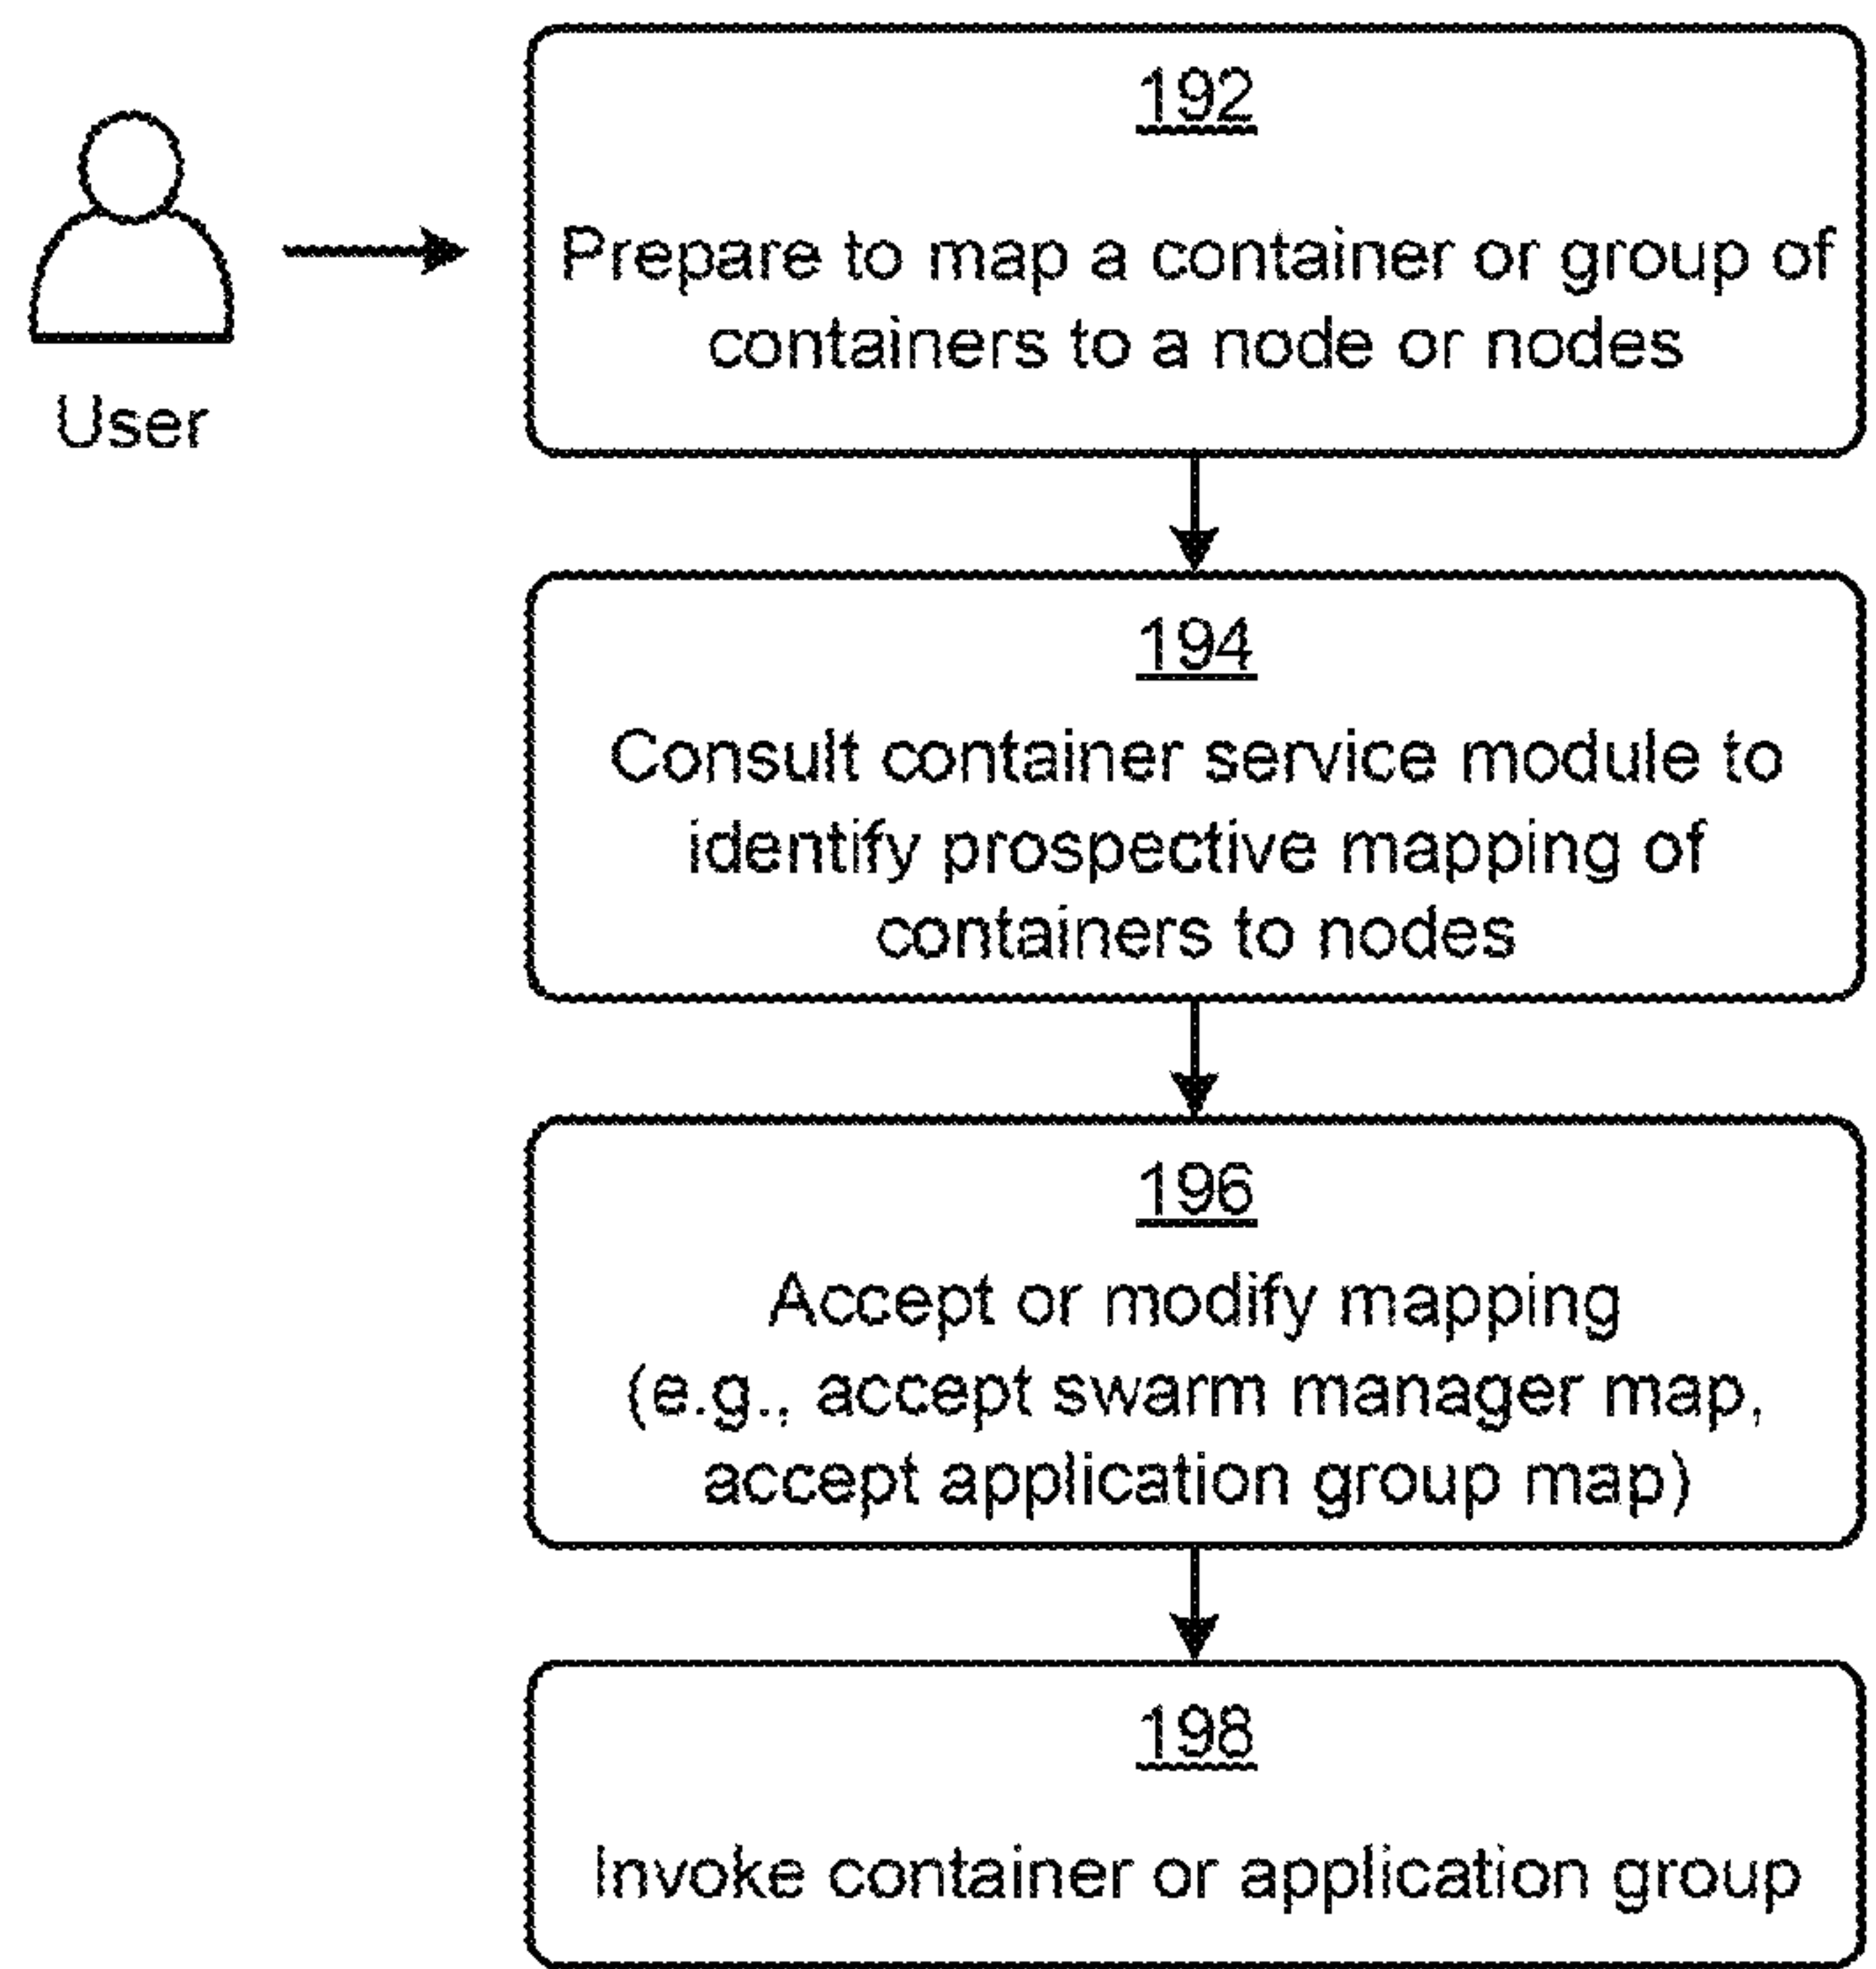 192
Prepare to map a container or group of
containers to a node or nodes
User
194
Consult container service module to
identify prospective mapping of
containers to nodes
196
Accept or modify mapping
(e.g., accept swarm manager map,
accept application group map)
198
Invoke container or application group